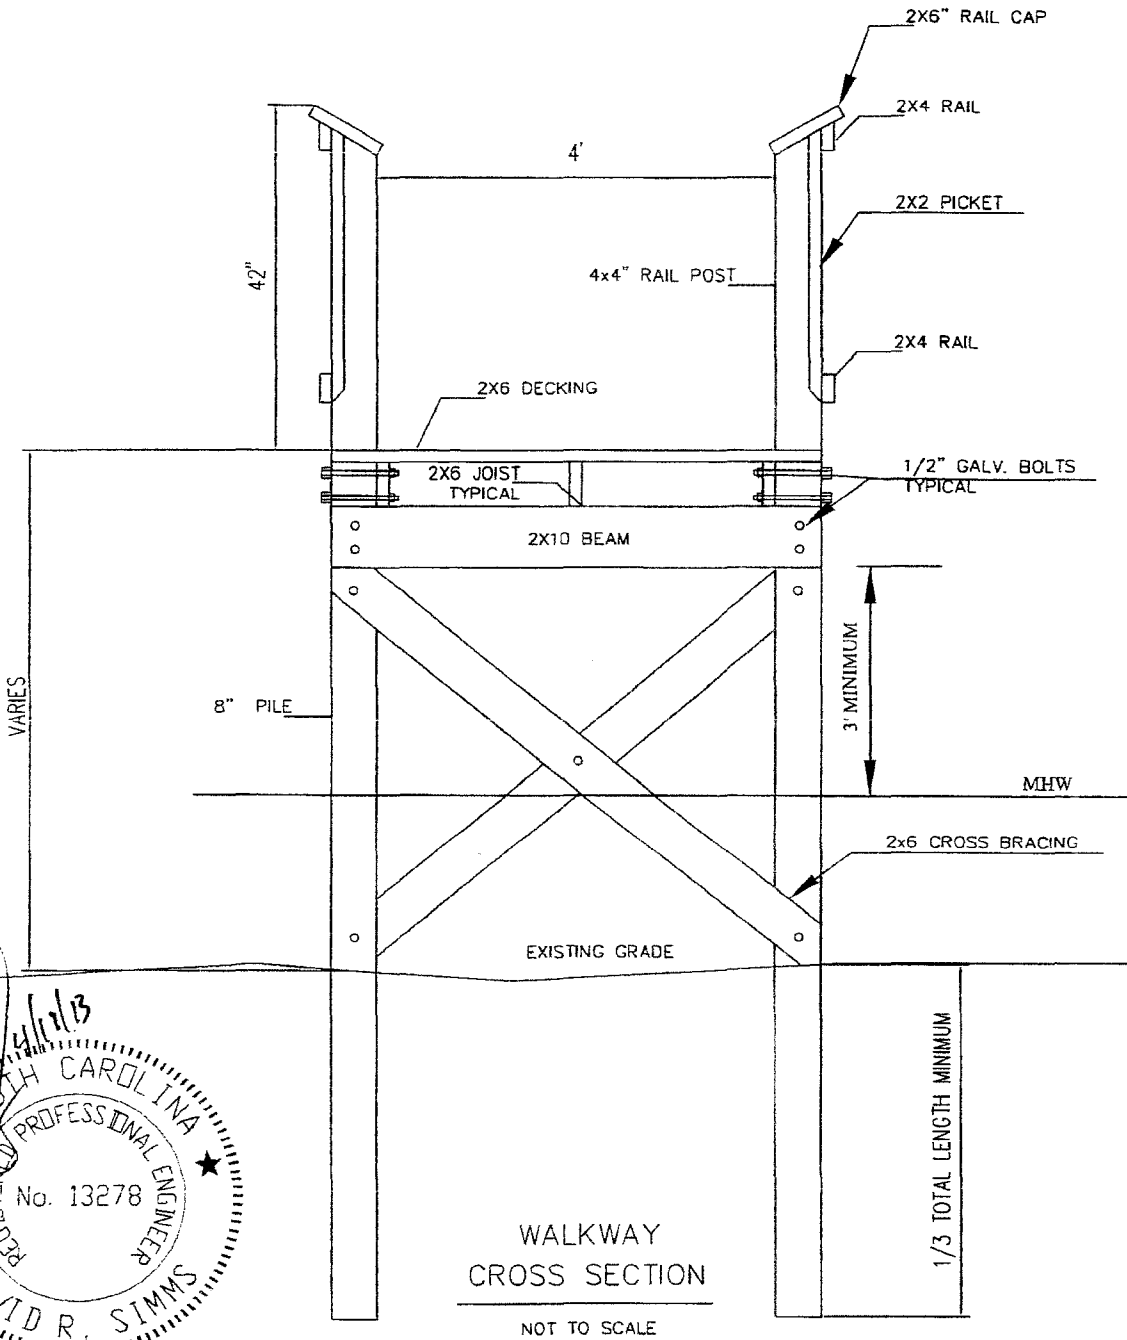 2X6" RAIL CAP
2X4 RAIL
4'
2X2 PICKET
42"
4x4" RAIL POST
2X4 RAIL
2X6 DECKING
2X6 JOIST
TYPICAL
1/2" GALV. BOLTS
TYPICAL
2X10 BEAM
3' MINIMUM
VARIES
8" PILE
MHW
2x6 CROSS BRACING
EXISTING GRADE
1/3 TOTAL LENGTH MINIMUM
CAROLINA
PROFESSIONAL ENGINEER
No. 13278
R. SIMMS
WALKWAY
CROSS SECTION
NOT TO SCALE